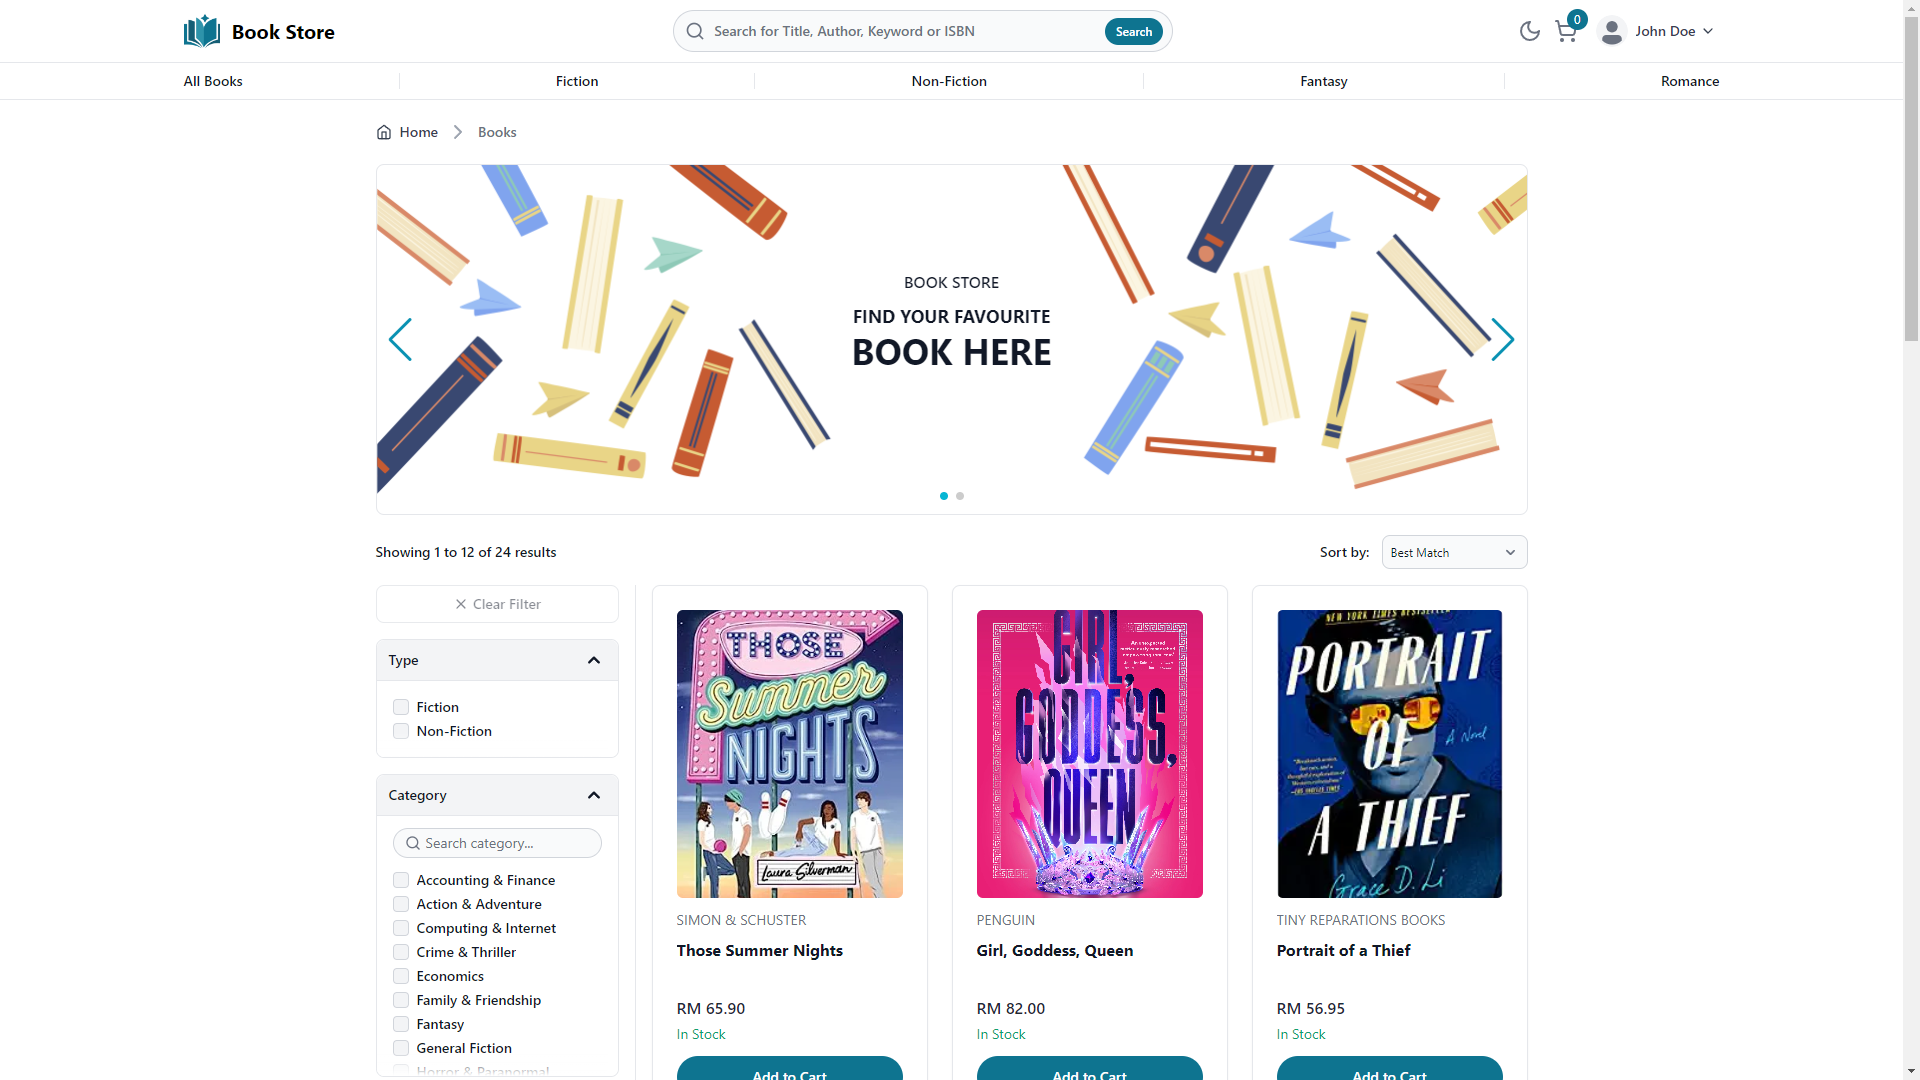 Book Store
Search for Title, Author, Keyword or ISBN
Search
0
John Doe
All Books
Fiction
Non-Fiction
Fantasy
Romance
Home
Books
BOOK STORE
FIND YOUR FAVOURITE
BOOK HERE
Showing 1 to 12 of 24 results
Sort by:
Best Match
Clear Filter
Type
Fiction
Non-Fiction
Category
Search category...
Accounting & Finance
Action & Adventure
Computing & Internet
Crime & Thriller
Economics
Family & Friendship
Fantasy
General Fiction
Horror & Paranormal
THOSE
Summer
NIGHTS
Laura Silverman
SIMON & SCHUSTER
Those Summer Nights
RM 65.90
In Stock
Add to Cart
GIRL,
GODDESS,
QUEEN
PENGUIN
Girl, Goddess, Queen
RM 82.00
In Stock
Add to Cart
NEW YORK TIMES BESTSELLER
PORTRAIT
OF
A Novel
A THIEF
Grace D. Li
TINY REPARATIONS BOOKS
Portrait of a Thief
RM 56.95
In Stock
Add to Cart